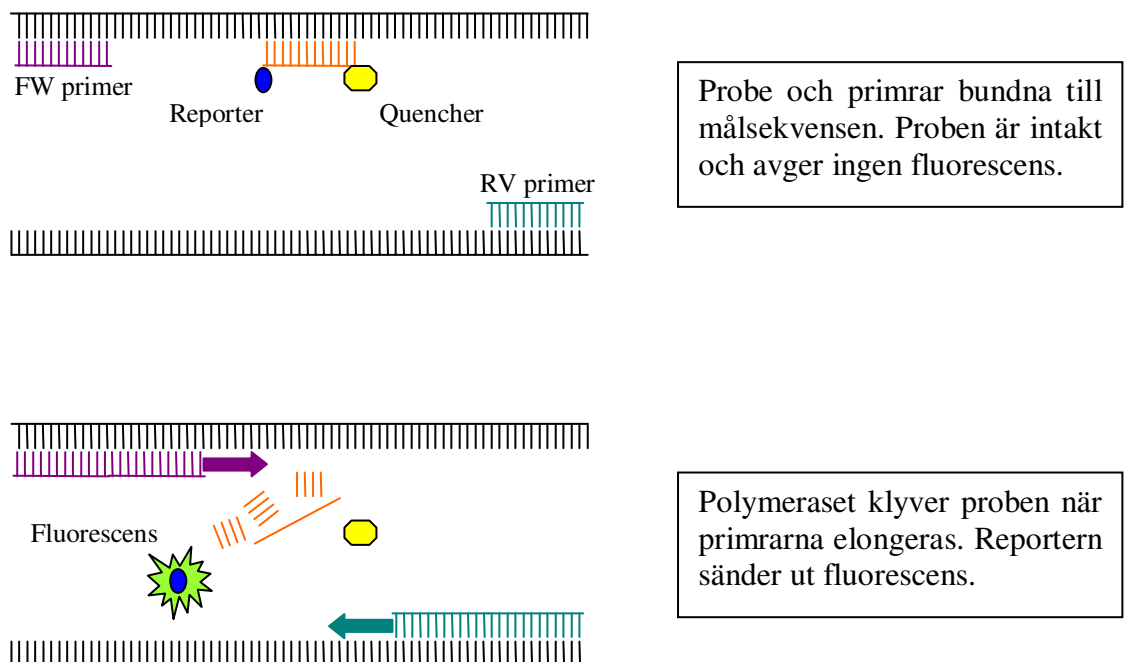 FW primer
Reporter
Quencher
Probe och primrar bundna till
målsekvensen. Proben är intakt
och avger ingen fluorescens.
RV primer
Fluorescens
Polymeraset klyver proben när
primrarna elongeras. Reportern
sänder ut fluorescens.